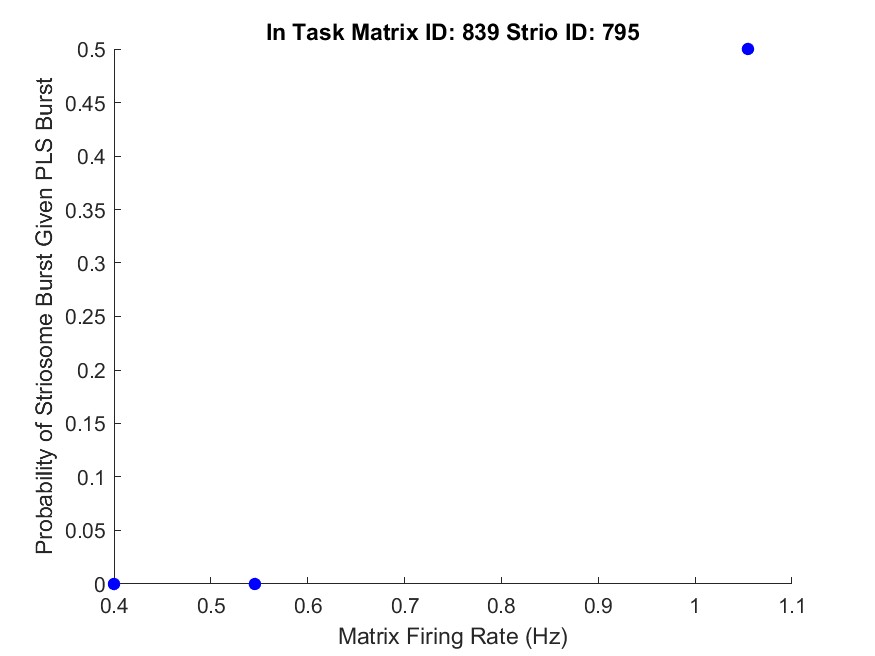 In Task Matrix ID: 839 Strio ID: 795
Probability of Striosome Burst Given PLS Burst
0.5
0.45
0.4
0.35
0.3
0.25
0.2
0.15
0.1
0.05
0
0.4 0.5 0.6 0.7 0.8 0.9 1 1.1
Matrix Firing Rate (Hz)